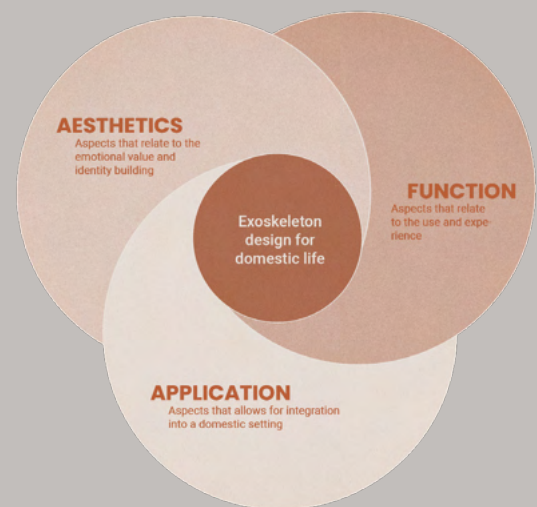 AESTHETICS
Aspects that relate to the
emotional value and
identity building
FUNCTION
Aspects that relate
to the use and expe-
rience
Exoskeleton
design for
domestic life
APPLICATION
Aspects that allows for integration
into a domestic setting